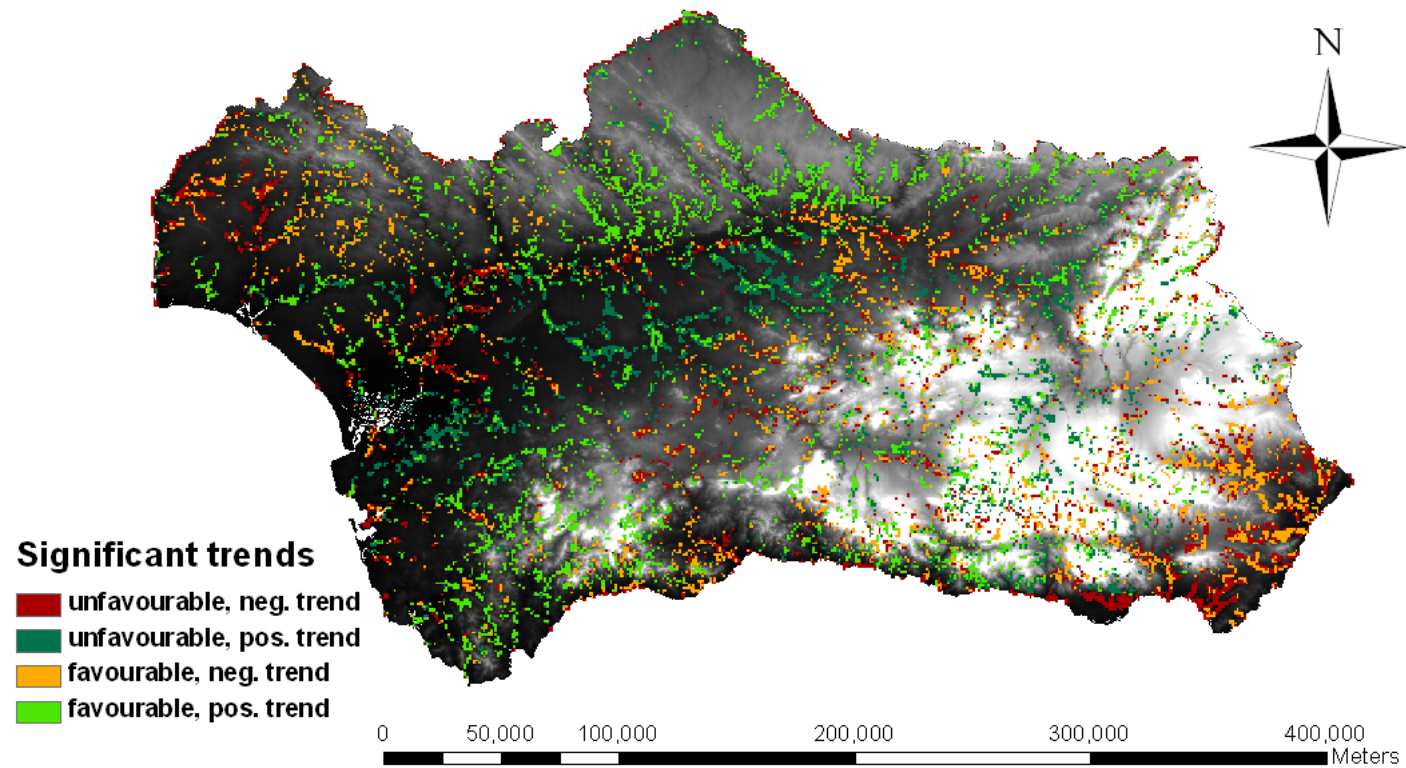 N
Significant trends
unfavourable, neg. trend
unfavourable, pos. trend
favourable, neg. trend
favourable, pos. trend
0 50,000 100,000 200,000 300,000 400,000
Meters